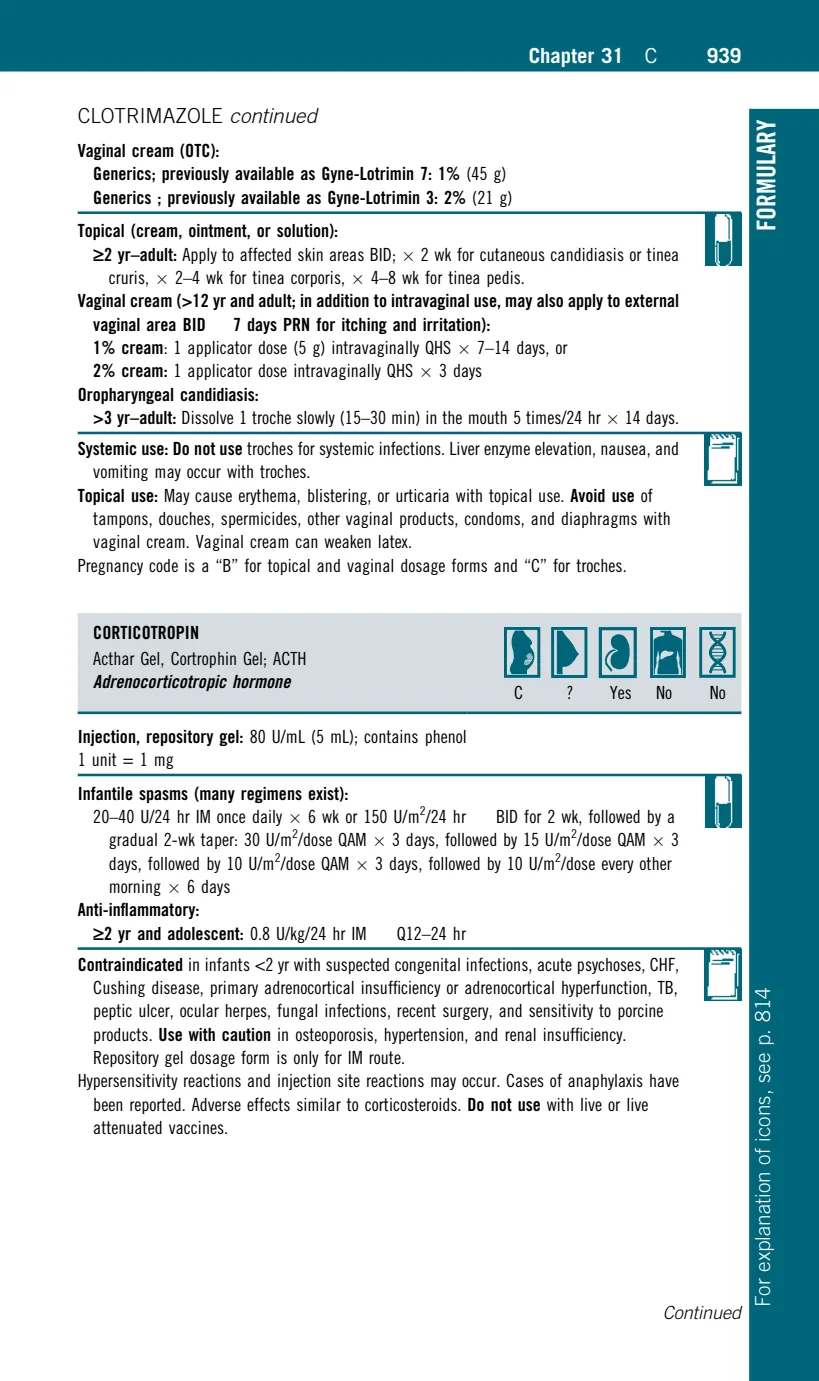 Chapter 31 C 939
CLOTRIMAZOLE continued
Vaginal cream (OTC):
Generics; previously available as Gyne-Lotrimin 7: 1% (45 g)
Generics ; previously available as Gyne-Lotrimin 3: 2% (21 g)
Topical (cream, ointment, or solution):
≥2 yr–adult: Apply to affected skin areas BID; × 2 wk for cutaneous candidiasis or tinea
cruris, × 2–4 wk for tinea corporis, × 4–8 wk for tinea pedis.
Vaginal cream (>12 yr and adult; in addition to intravaginal use, may also apply to external
vaginal area BID 7 days PRN for itching and irritation):
1% cream: 1 applicator dose (5 g) intravaginally QHS × 7–14 days, or
2% cream: 1 applicator dose intravaginally QHS × 3 days
Oropharyngeal candidiasis:
>3 yr–adult: Dissolve 1 troche slowly (15–30 min) in the mouth 5 times/24 hr × 14 days.
Systemic use: Do not use troches for systemic infections. Liver enzyme elevation, nausea, and
vomiting may occur with troches.
Topical use: May cause erythema, blistering, or urticaria with topical use. Avoid use of
tampons, douches, spermicides, other vaginal products, condoms, and diaphragms with
vaginal cream. Vaginal cream can weaken latex.
Pregnancy code is a “B” for topical and vaginal dosage forms and “C” for troches.
CORTICOTROPIN
Acthar Gel, Cortrophin Gel; ACTH
Adrenocorticotropic hormone
C ? Yes No No
Injection, repository gel: 80 U/mL (5 mL); contains phenol
1 unit = 1 mg
Infantile spasms (many regimens exist):
20–40 U/24 hr IM once daily × 6 wk or 150 U/m²/24 hr BID for 2 wk, followed by a
gradual 2-wk taper: 30 U/m²/dose QAM × 3 days, followed by 15 U/m²/dose QAM × 3
days, followed by 10 U/m²/dose QAM × 3 days, followed by 10 U/m²/dose every other
morning × 6 days
Anti-inflammatory:
≥2 yr and adolescent: 0.8 U/kg/24 hr IM Q12–24 hr
Contraindicated in infants <2 yr with suspected congenital infections, acute psychoses, CHF,
Cushing disease, primary adrenocortical insufficiency or adrenocortical hyperfunction, TB,
peptic ulcer, ocular herpes, fungal infections, recent surgery, and sensitivity to porcine
products. Use with caution in osteoporosis, hypertension, and renal insufficiency.
Repository gel dosage form is only for IM route.
Hypersensitivity reactions and injection site reactions may occur. Cases of anaphylaxis have
been reported. Adverse effects similar to corticosteroids. Do not use with live or live
attenuated vaccines.
Continued
FORMULARY
For explanation of icons, see p. 814